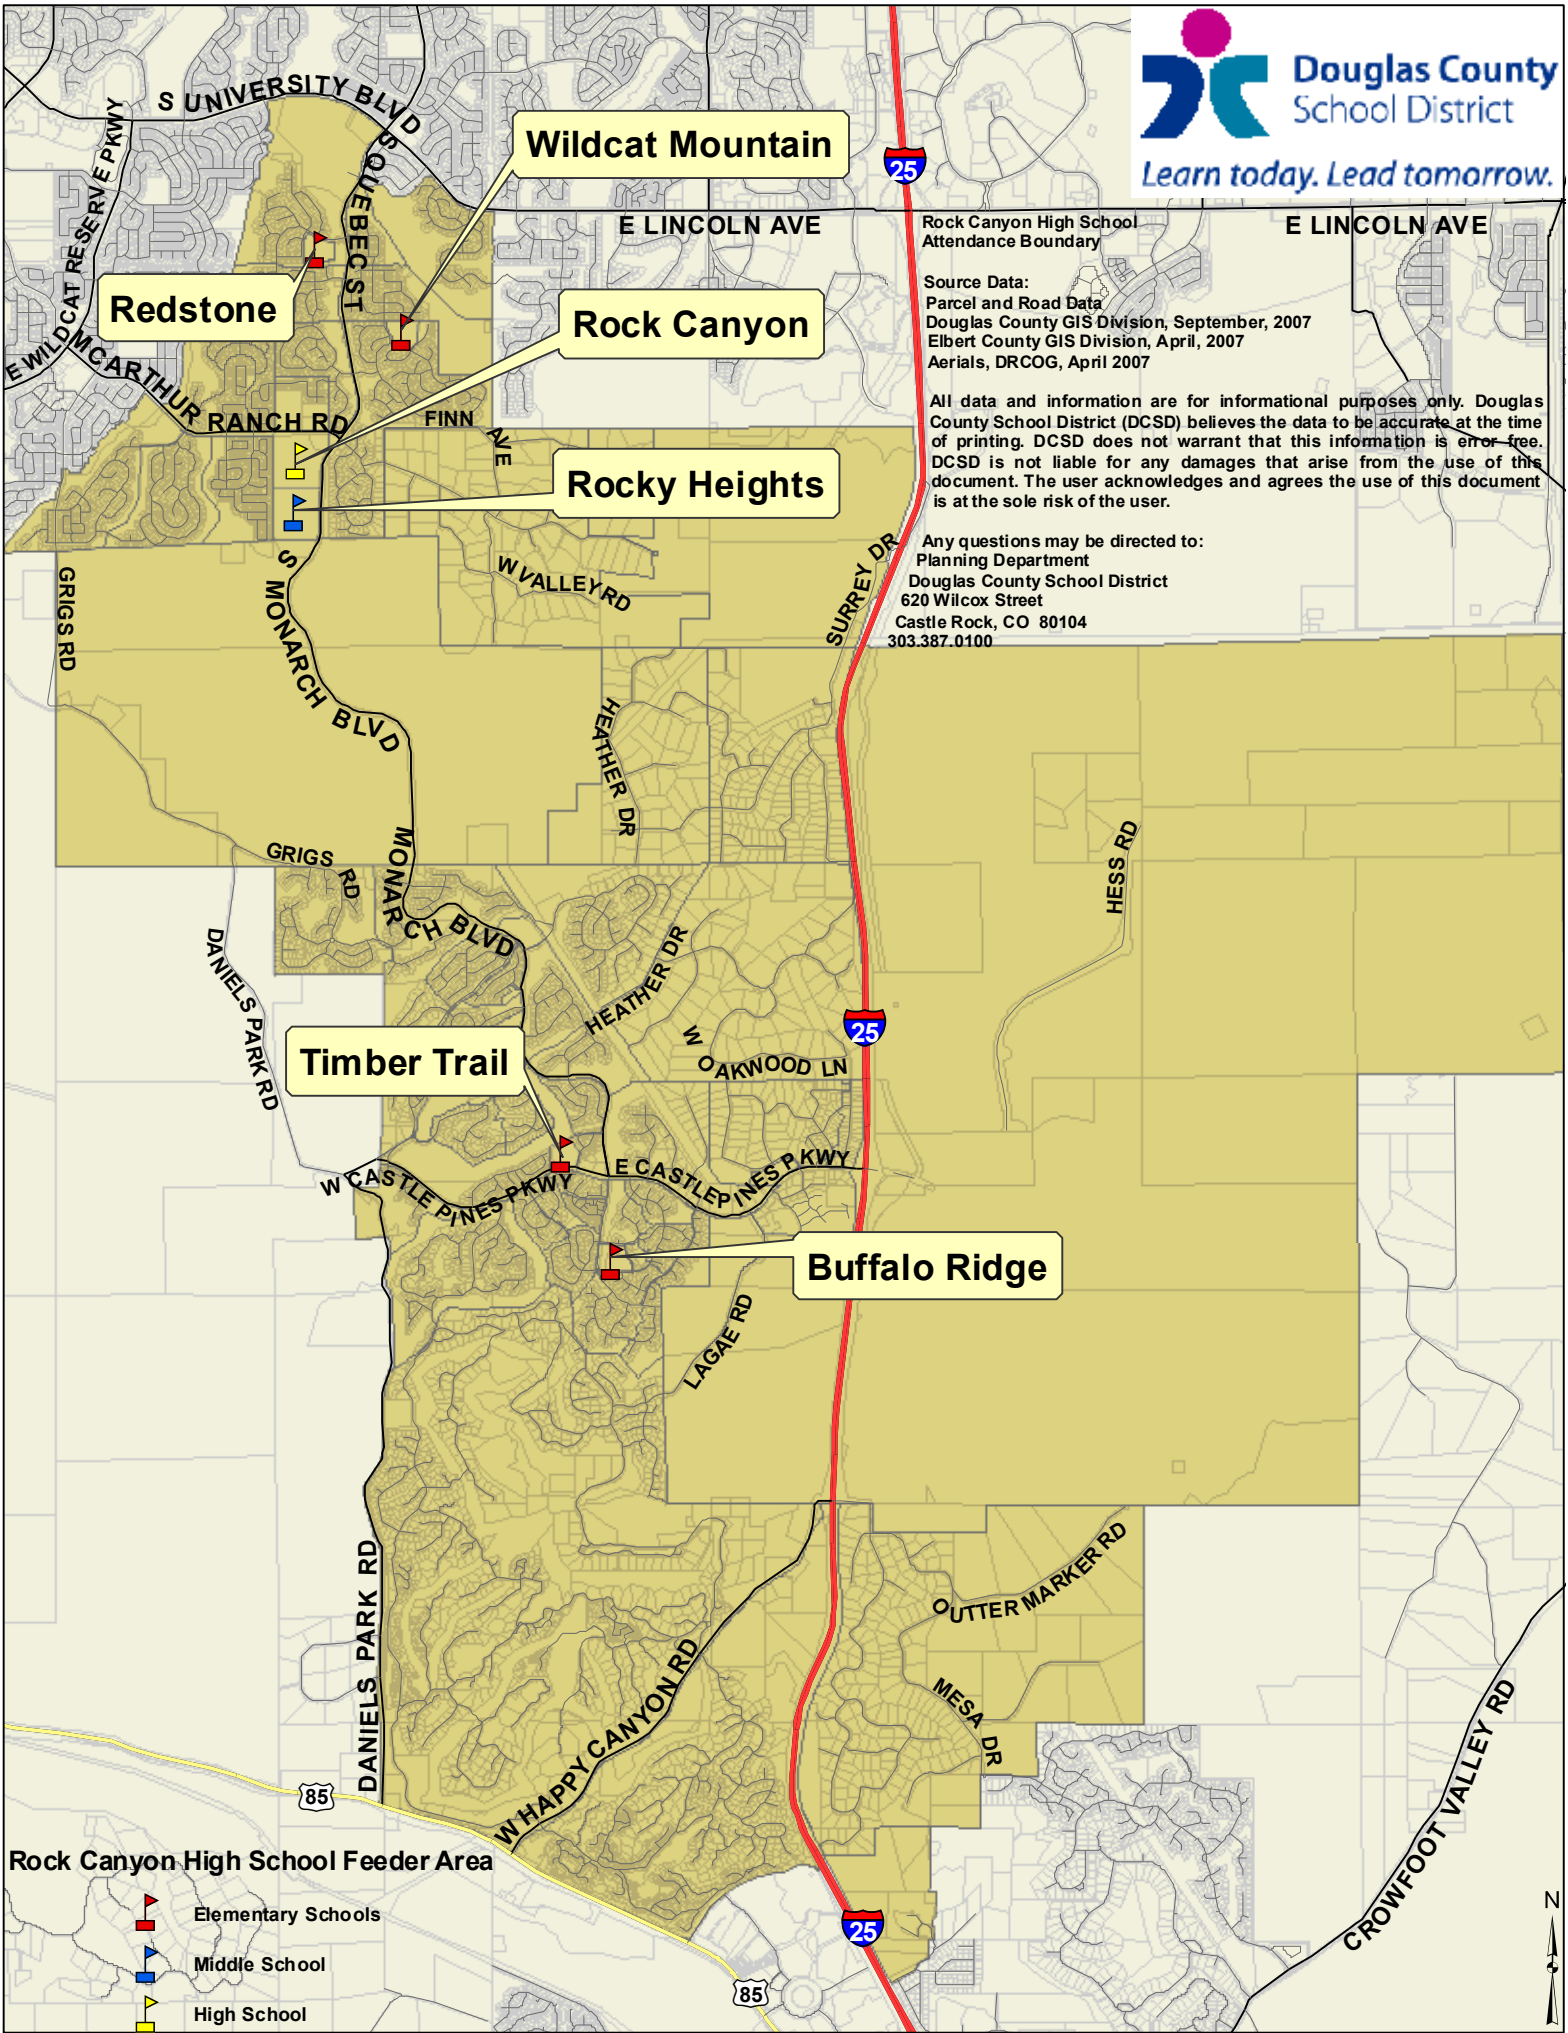 Douglas County
School District
Learn today. Lead tomorrow.
S UNIVERSITY BLVD
S QUEBEC ST
E WILDCAT RESERVE PKWY
Wildcat Mountain
25
E LINCOLN AVE
E LINCOLN AVE
Rock Canyon High School
Attendance Boundary
Source Data:
Parcel and Road Data
Douglas County GIS Division, September, 2007
Elbert County GIS Division, April, 2007
Aerials, DRCOG, April 2007
All data and information are for informational purposes only. Douglas
County School District (DCSD) believes the data to be accurate at the time
of printing. DCSD does not warrant that this information is error free.
DCSD is not liable for any damages that arise from the use of this
document. The user acknowledges and agrees the use of this document
is at the sole risk of the user.
Any questions may be directed to:
Planning Department
Douglas County School District
620 Wilcox Street
Castle Rock, CO 80104
303.387.0100
Redstone
Rock Canyon
MCARTHUR RANCH RD
FINN AVE
Rocky Heights
GRIGS RD
S MONARCH BLVD
W VALLEY RD
SURREY DR
HEATHER DR
GRIGS RD
MONARCH BLVD
HESS RD
DANIELS PARK RD
HEATHER DR
W OAKWOOD LN
25
Timber Trail
W CASTLE PINES PKWY
E CASTLEPINES PKWY
Buffalo Ridge
LAGAE RD
DANIELS PARK RD
OUTTER MARKER RD
W HAPPY CANYON RD
MESA DR
CROWFOOT VALLEY RD
85
Rock Canyon High School Feeder Area
Elementary Schools
Middle School
High School
25
85
N